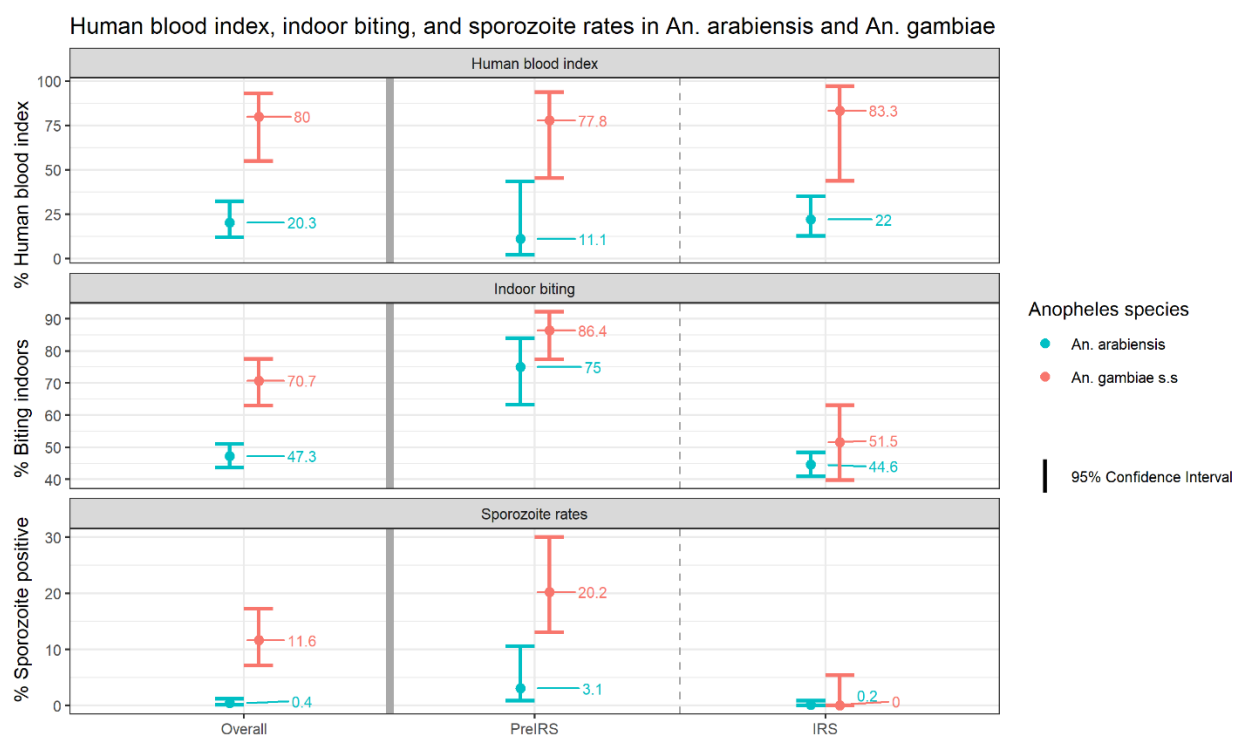 Human blood index, indoor biting, and sporozoite rates in An. arabiensis and An. gambiae
Human blood index
% Human blood index
100
75
50
25
0
80
20.3
77.8
11.1
83.3
22
Indoor biting
% Biting indoors
90
80
70
60
50
40
70.7
47.3
86.4
75
51.5
44.6
Sporozoite rates
% Sporozoite positive
30
20
10
0
11.6
0.4
20.2
3.1
0.2
0
Overall
PreIRS
IRS
Anopheles species
An. arabiensis
An. gambiae s.s
95% Confidence Interval